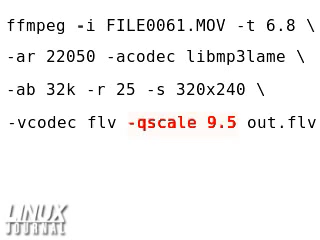 ffmpeg -i FILE0061.MOV -t 6.8 \
-ar 22050 -acodec libmp3lame \
-ab 32k -r 25 -s 320x240 \
-vcodec flv -qscale 9.5 out.flv
LINUX
JOURNAL